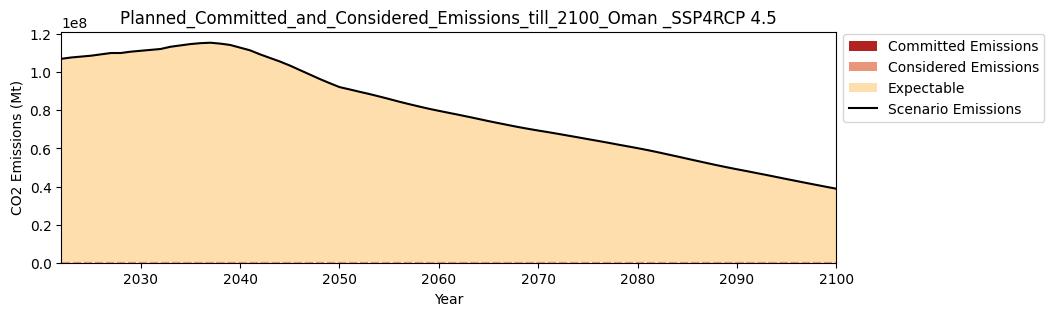 Planned_Committed_and_Considered_Emissions_till_2100_Oman _SSP4RCP 4.5
1e8
1.2
1.0
0.8
0.6
0.4
0.2
0.0
CO2 Emissions (Mt)
2030 2040 2050 2060 2070 2080 2090 2100
Year
Committed Emissions
Considered Emissions
Expectable
Scenario Emissions